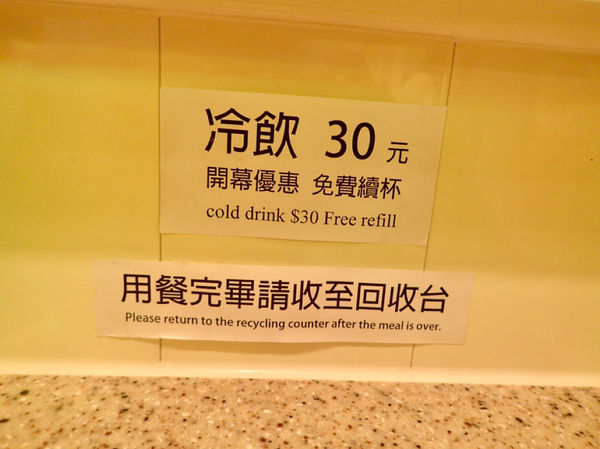 冷飲 30 元
開幕優惠 免費續杯
cold drink $30 Free refill
用餐完畢請收至回收台
Please return to the recycling counter after the meal is over.